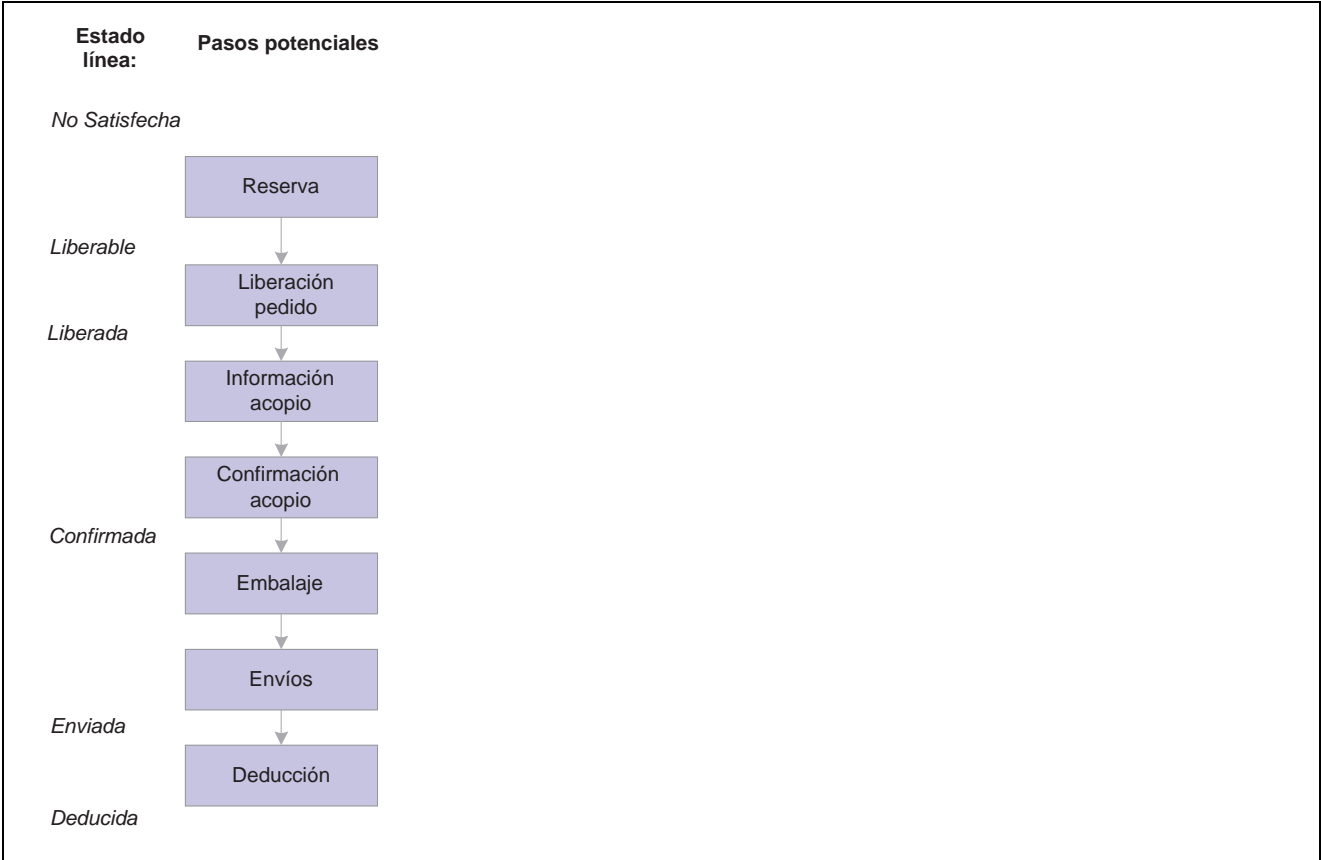 Estado
línea:
Pasos potenciales
No Satisfecha
Reserva
Liberable
Liberación
pedido
Liberada
Información
acopio
Confirmación
acopio
Confirmada
Embalaje
Envíos
Enviada
Deducción
Deducida